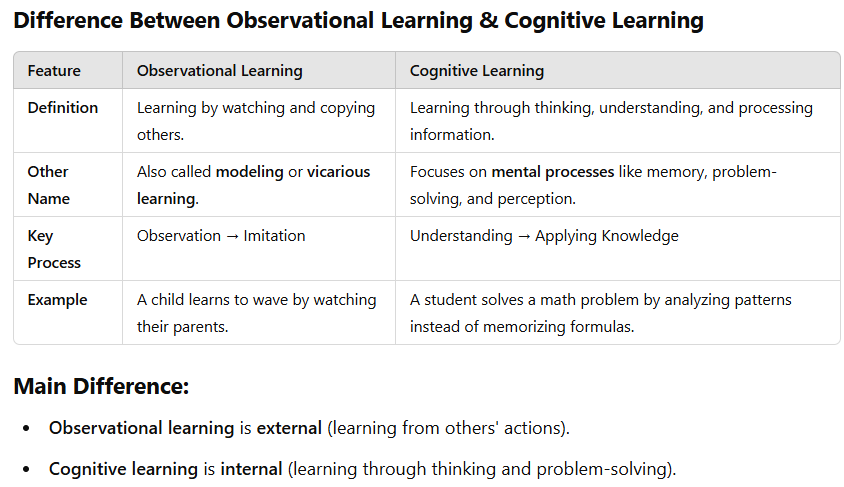 Difference Between Observational Learning & Cognitive Learning
Feature Observational Learning Cognitive Learning
Definition Learning by watching and copying Learning through thinking, understanding, and processing
others. information.
Other Also called modeling or vicarious Focuses on mental processes like memory, problem-
Name learning. solving, and perception.
Key Observation → Imitation Understanding → Applying Knowledge
Process
Example A child learns to wave by watching A student solves a math problem by analyzing patterns
their parents. instead of memorizing formulas.
Main Difference:
• Observational learning is external (learning from others' actions).
• Cognitive learning is internal (learning through thinking and problem-solving).